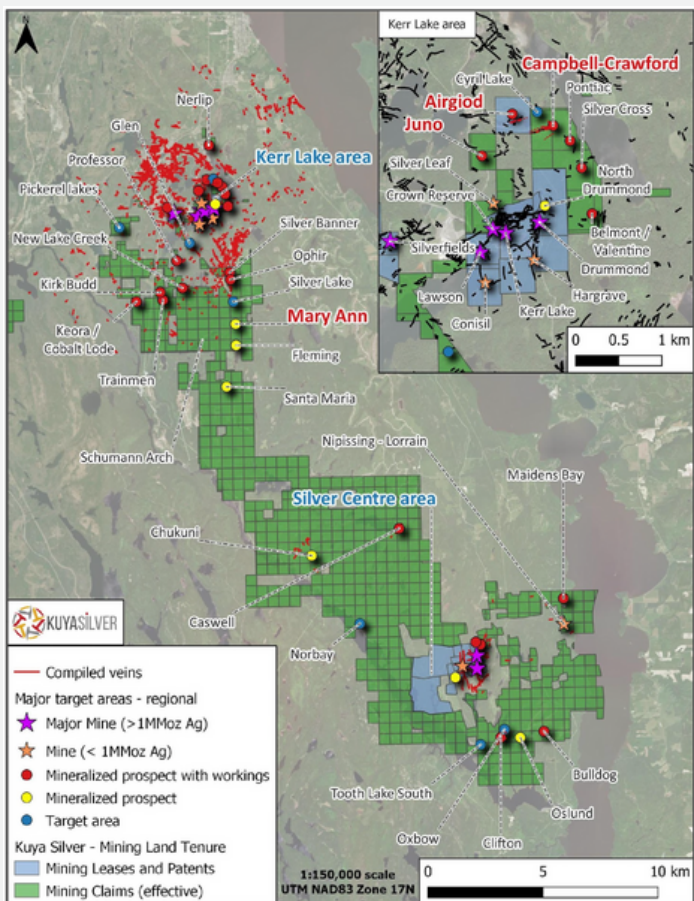 N
Nerlip
Glen
Professor
Pickerel lakes
New Lake Creek
Kirk Budd
Keora /
Cobalt Lode
Trainmen
Schumann Arch
Kerr Lake area
Silver Banner
Ophir
Silver Lake
Mary Ann
Fleming
Santa Maria
Kerr Lake area
Campbell-Crawford
Cyril Lake
Pontiac
Airgiod
Silver Cross
Juno
Silver Leaf
North
Drummond
Crown Reserve
Silverfields
Belmont /
Valentine
Drummond
Lawson
Hargrave
Conisil
Kerr Lake
0 0.5 1 km
Nipissing - Lorrain
Maidens Bay
Silver Centre area
Chukuni
Caswell
Norbay
Tooth Lake South
Oxbow
Clifton
Oslund
Bulldog
KUYASILVER
Compiled veins
Major target areas - regional
Major Mine (>1MMoz Ag)
Mine (< 1MMoz Ag)
Mineralized prospect with workings
Mineralized prospect
Target area
Kuya Silver - Mining Land Tenure
Mining Leases and Patents
Mining Claims (effective)
1:150,000 scale
UTM NAD83 Zone 17N
0 5 10 km